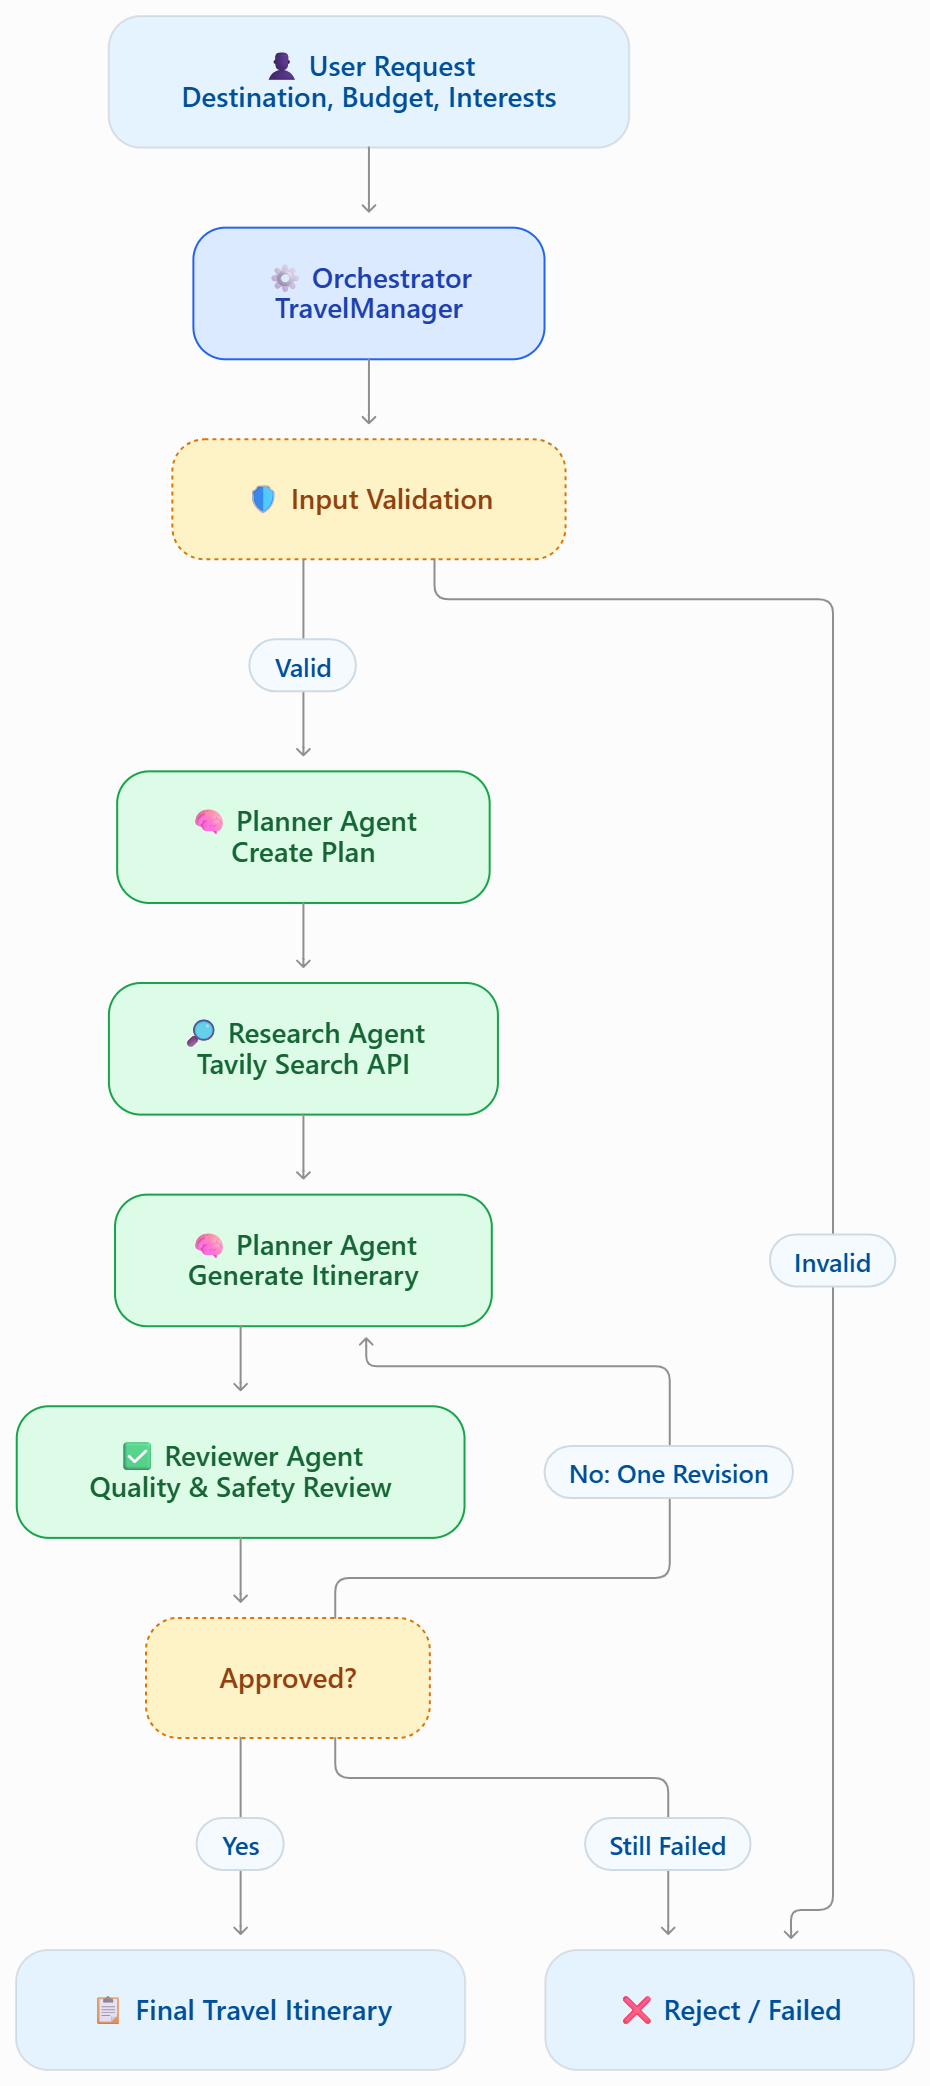 User Request
Destination, Budget, Interests
Orchestrator
TravelManager
Input Validation
Valid
Planner Agent
Create Plan
Research Agent
Tavily Search API
Planner Agent
Generate Itinerary
Invalid
Reviewer Agent
Quality & Safety Review
No: One Revision
Approved?
Yes
Still Failed
Final Travel Itinerary
Reject / Failed